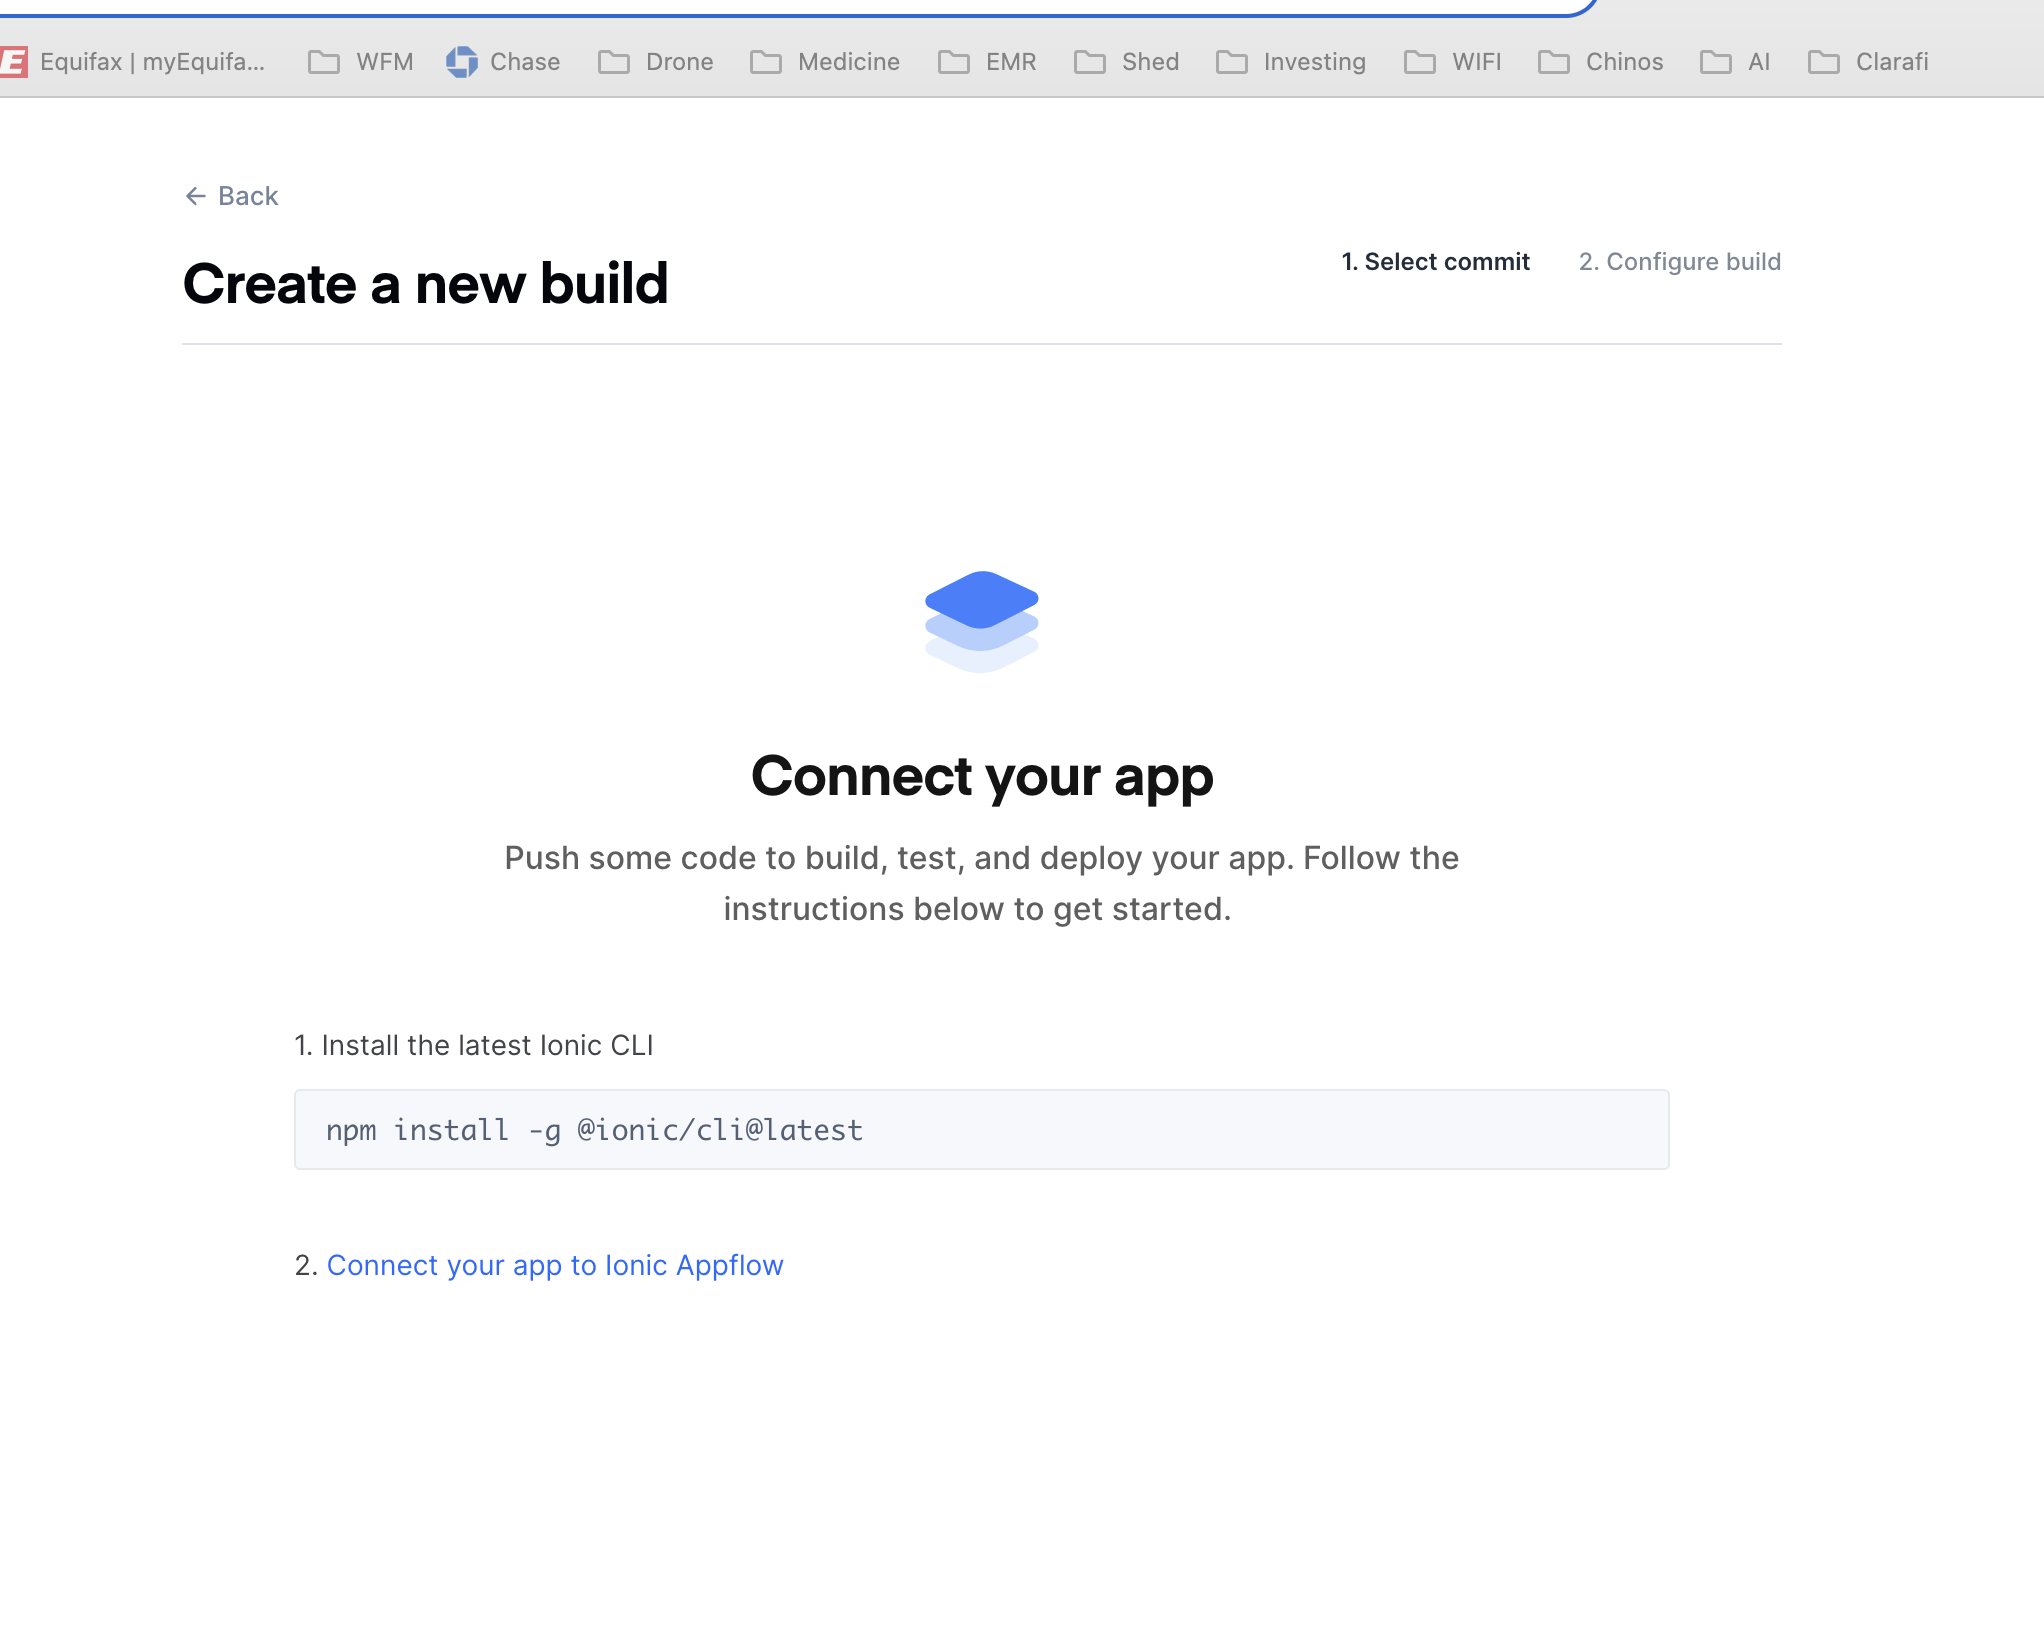 Equifax | myEquifa... WFM Chase Drone Medicine EMR Shed Investing WIFI Chinos AI Clarafi
← Back
Create a new build
1. Select commit 2. Configure build
Connect your app
Push some code to build, test, and deploy your app. Follow the
instructions below to get started.
1. Install the latest Ionic CLI
npm install -g @ionic/cli@latest
2. Connect your app to Ionic Appflow